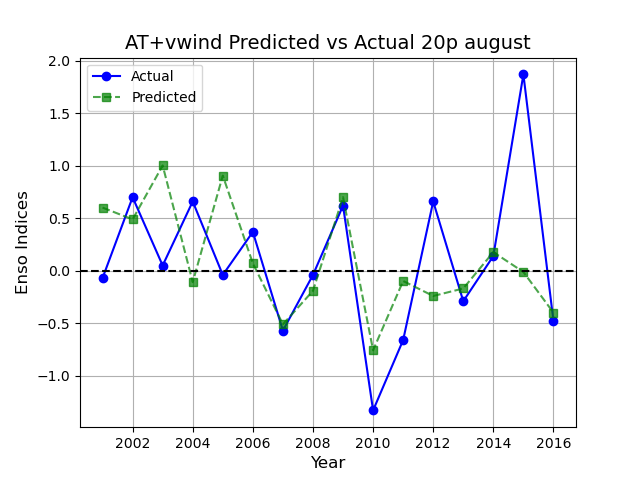 AT+vwind Predicted vs Actual 20p august
Actual
Predicted
2.0
1.5
1.0
0.5
0.0
−0.5
−1.0
Enso Indices
2002 2004 2006 2008 2010 2012 2014 2016
Year